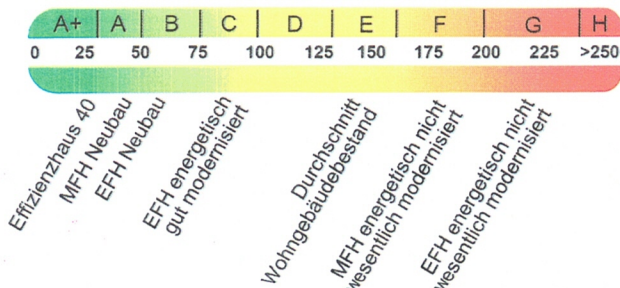 A+ A B C D E F G H
0 25 50 75 100 125 150 175 200 225 >250
Effizienzhaus 40
MFH Neubau
EFH Neubau
EFH energetisch
gut modernisiert
Durchschnitt
Wohngebäudebestand
MFH energetisch nicht
wesentlich modernisiert
EFH energetisch nicht
wesentlich modernisiert